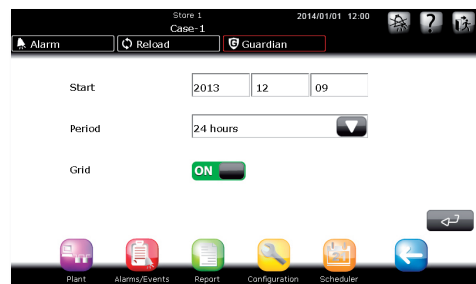 Store 1
2014/01/01 12:00
Case-1
?
Alarm
Reload
G Guardian
Start
2013
12
09
Period
24 hours
Grid
ON
Plant
Alarms/Events
Report
Configuration
Scheduler